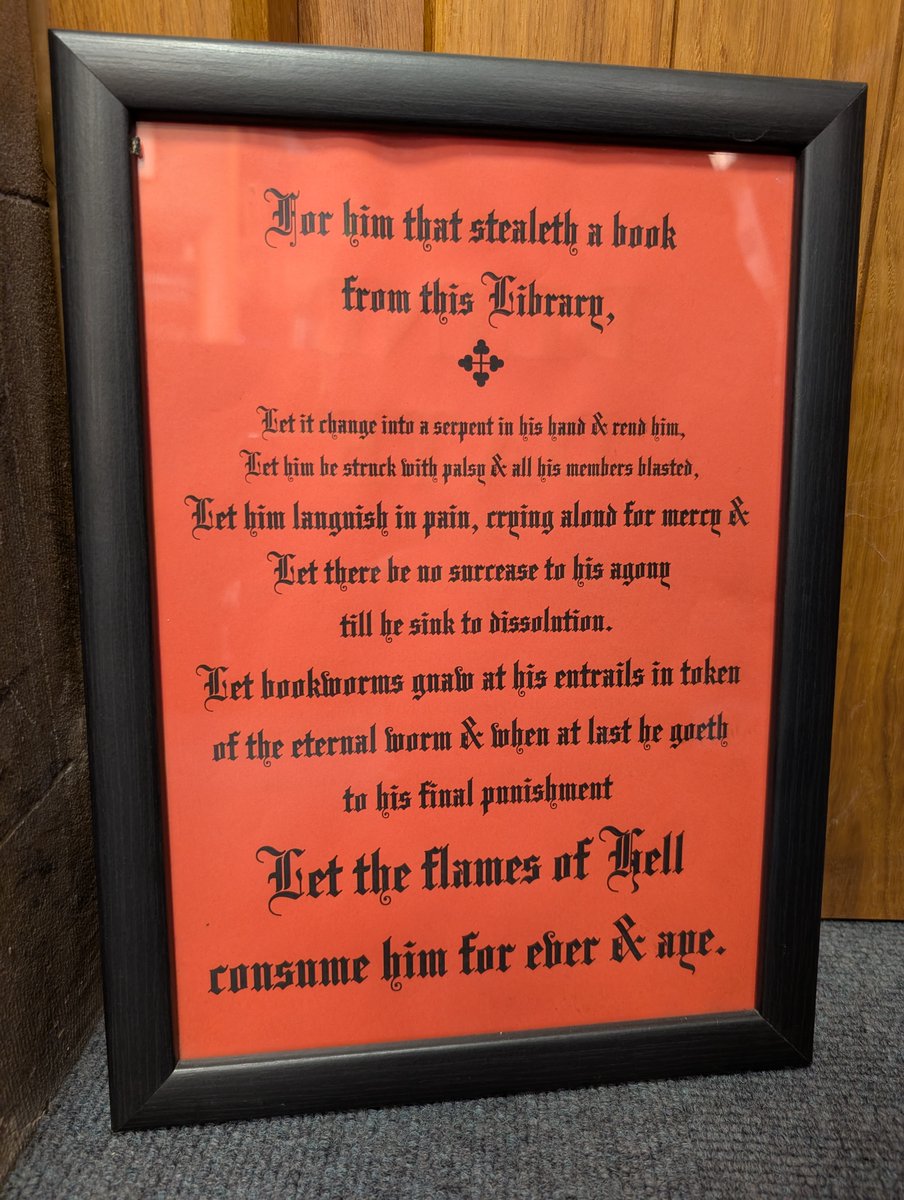 For him that stealeth a book
from this Library,
Let it change into a serpent in his hand & rend him,
Let him be struck with palsy & all his members blasted,
Let him languish in pain, crying aloud for mercy &
Let there be no surcease to his agony
till he sink to dissolution.
Let bookworms gnaw at his entrails in token
of the eternal worm & when at last he goeth
to his final punishment
Let the flames of Hell
consume him for ever & aye.